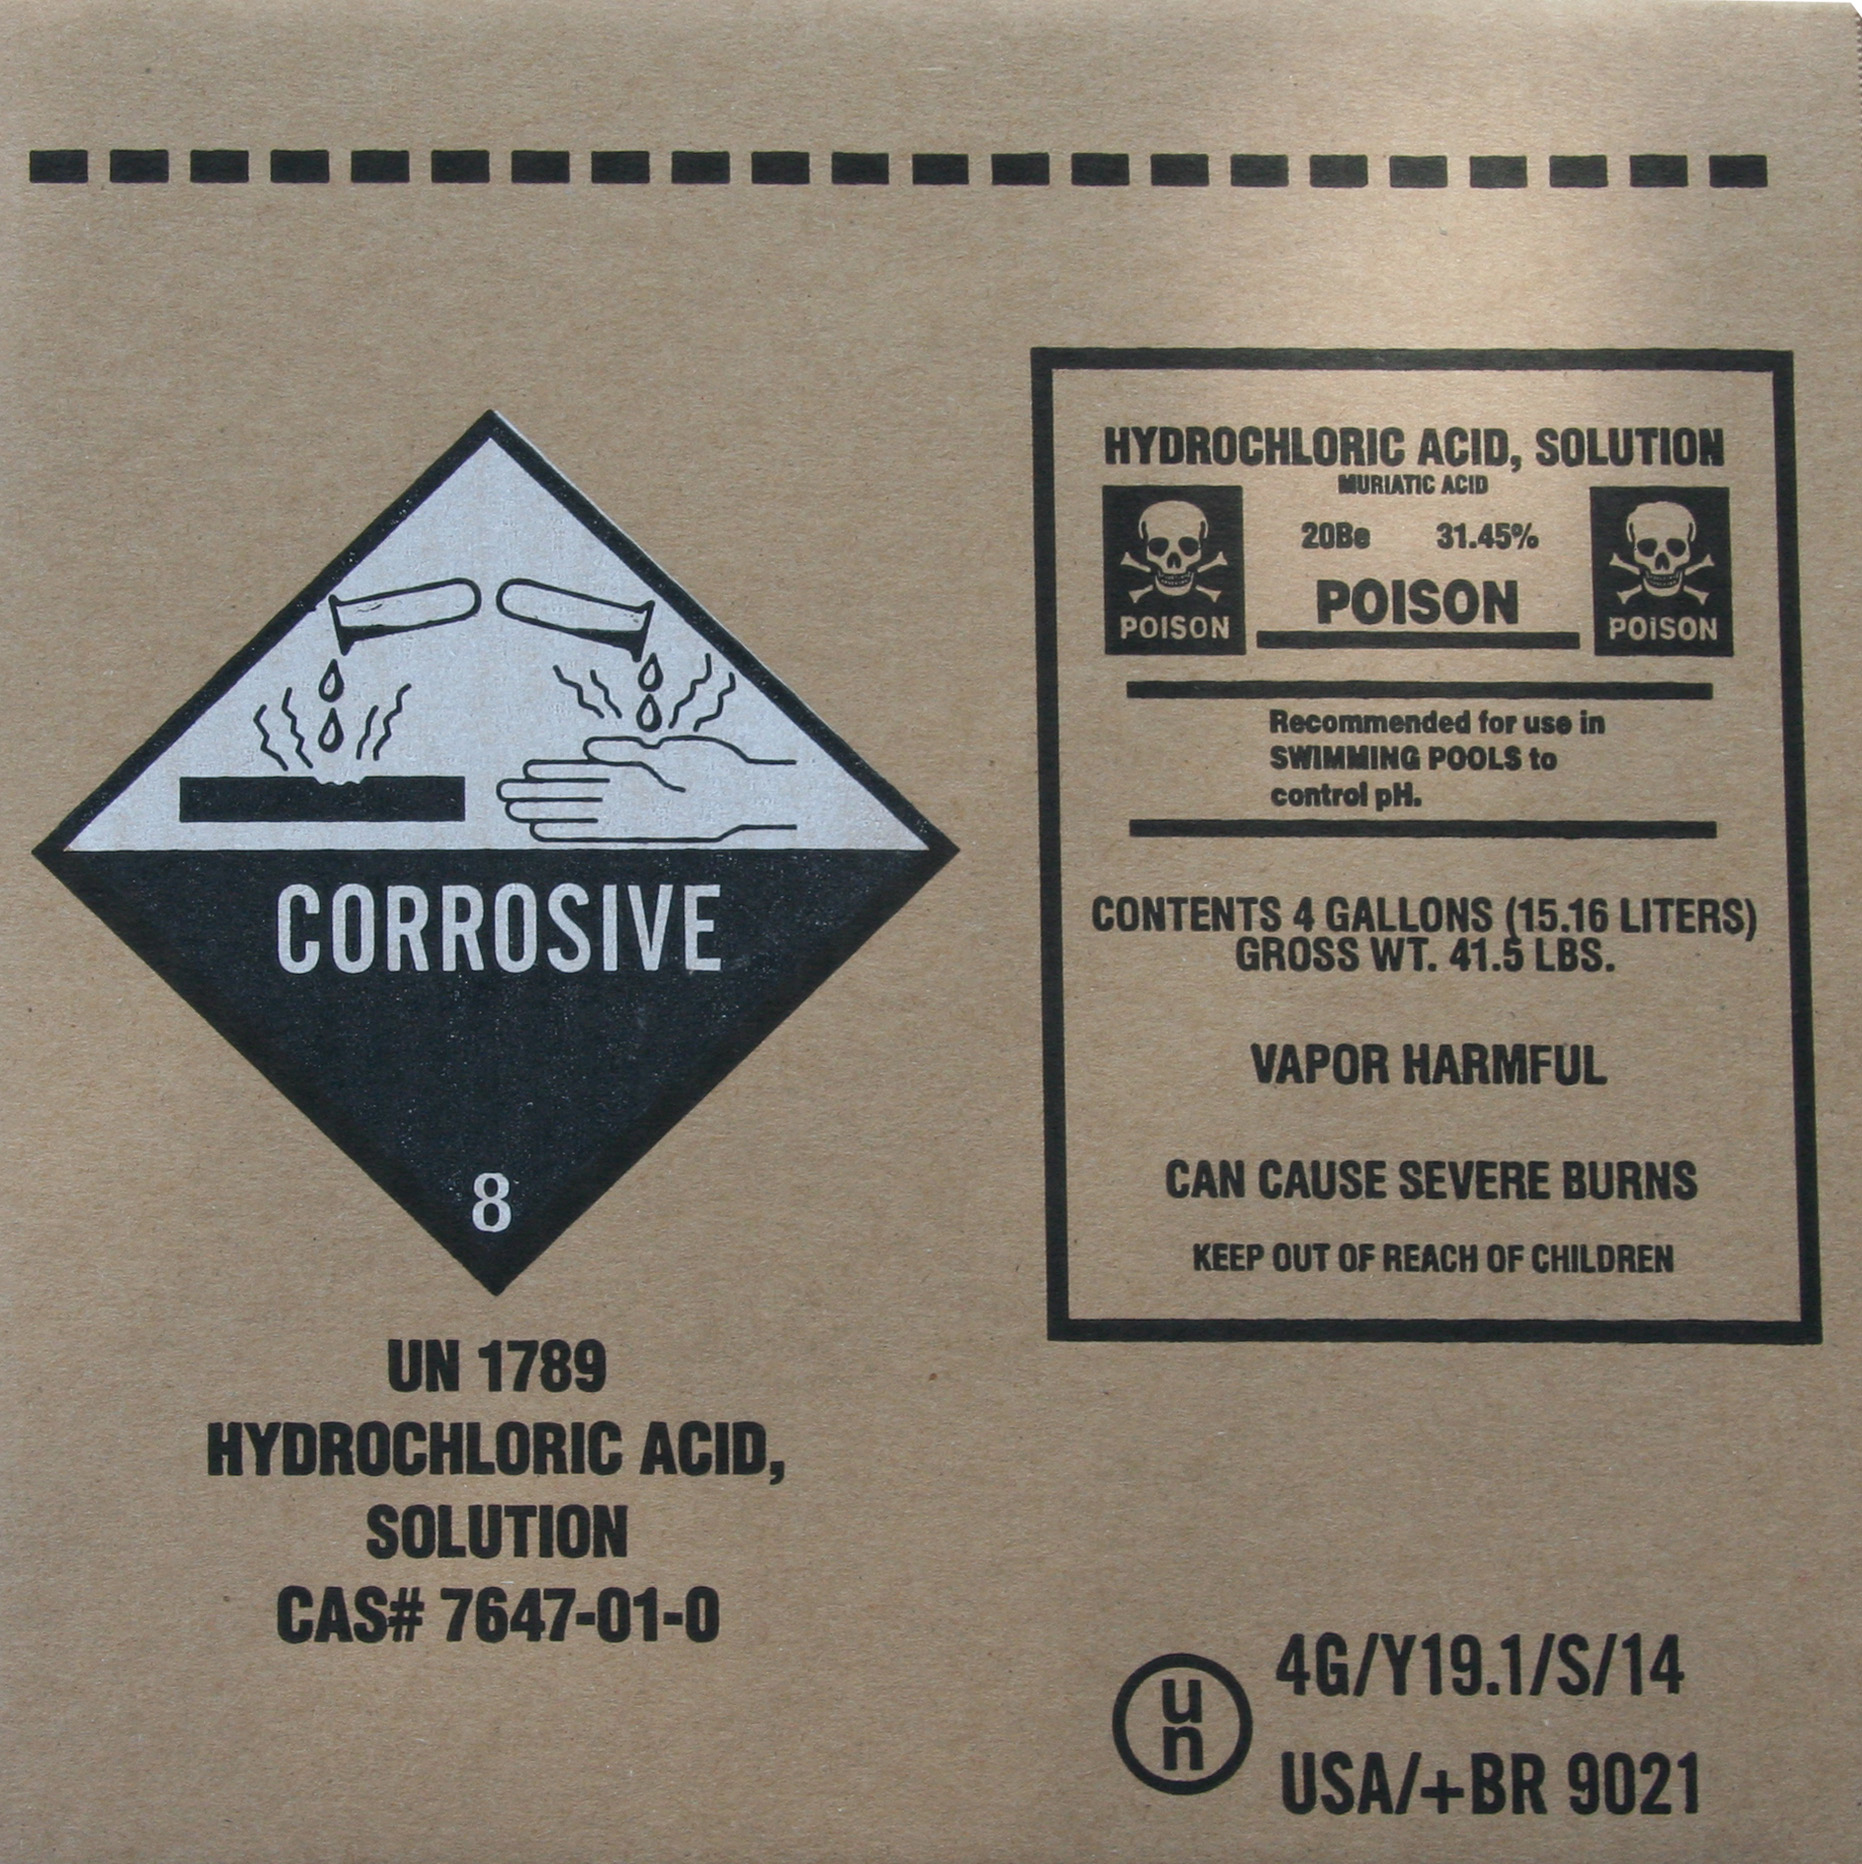 CORROSIVE
8
UN 1789
HYDROCHLORIC ACID,
SOLUTION
CAS# 7647-01-0
HYDROCHLORIC ACID, SOLUTION
MURIATIC ACID
20Be 31.45%
POISON
POISON
POISON
Recommended for use in
SWIMMING POOLS to
control pH.
CONTENTS 4 GALLONS (15.16 LITERS)
GROSS WT. 41.5 LBS.
VAPOR HARMFUL
CAN CAUSE SEVERE BURNS
KEEP OUT OF REACH OF CHILDREN
u
n
4G/Y19.1/S/14
USA/+BR 9021